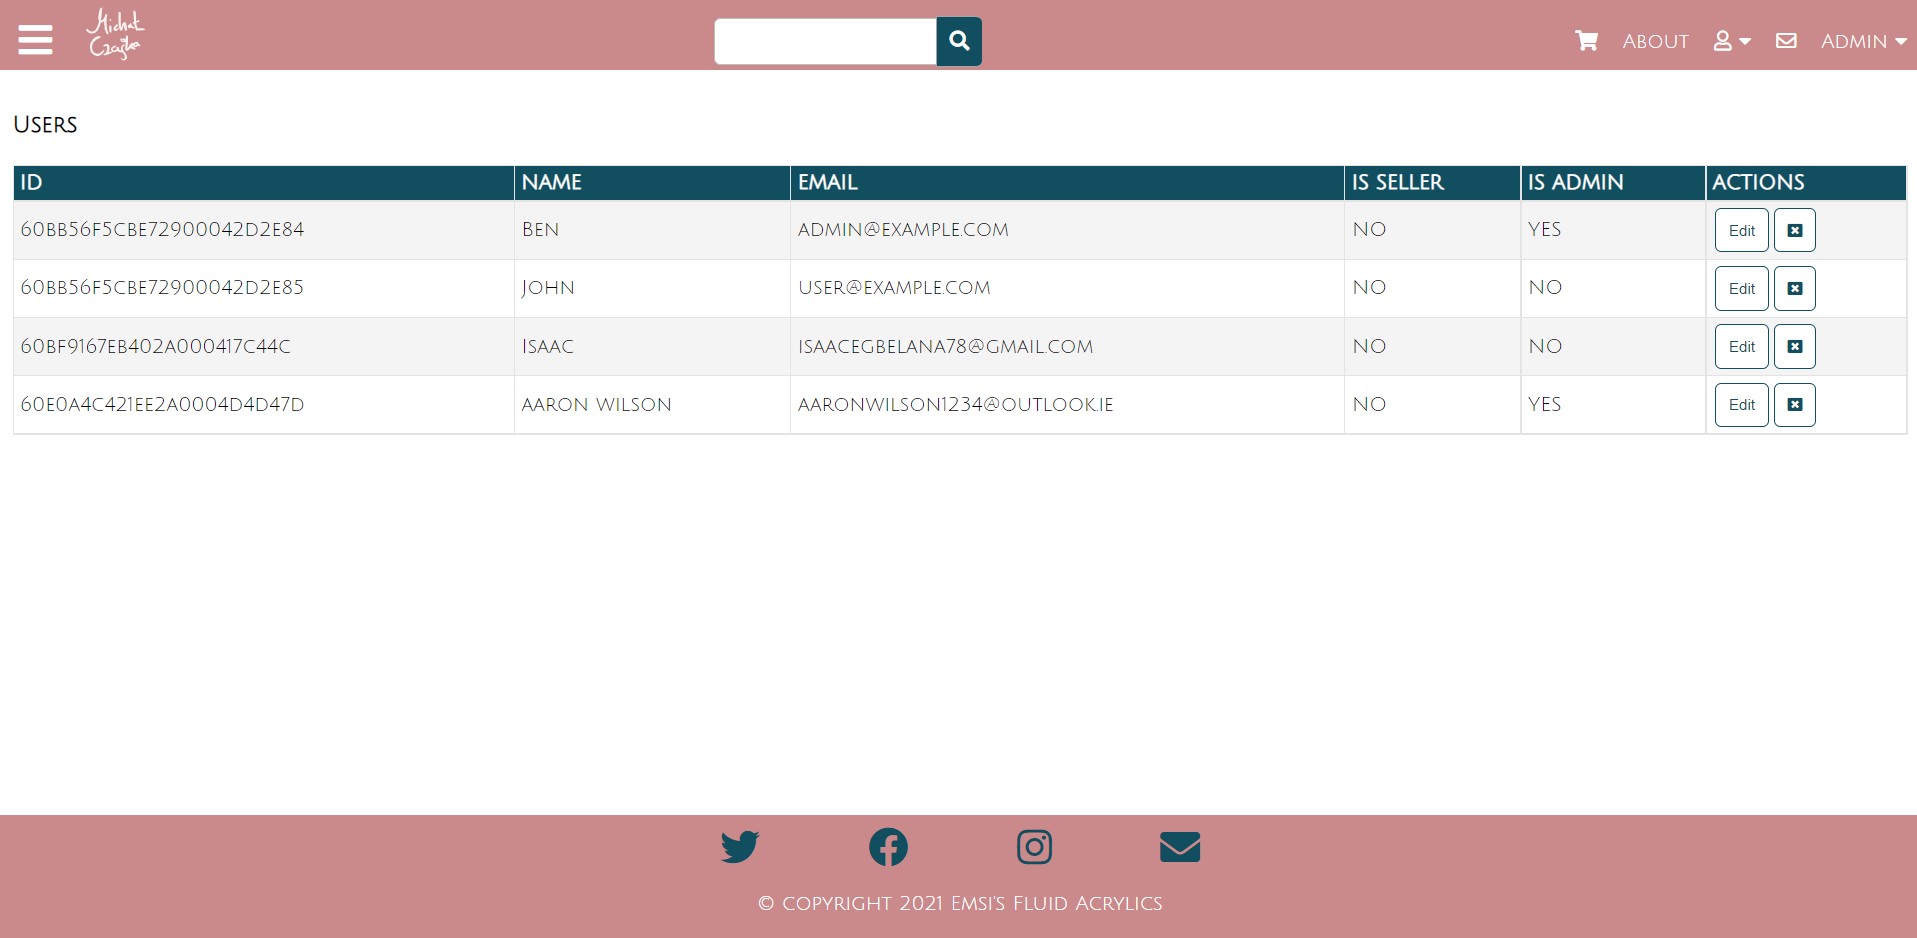 Michał
Czajka
About
Admin
Users
ID NAME EMAIL IS SELLER IS ADMIN ACTIONS
60BB56F5CBE72900042D2E84 Ben ADMIN@EXAMPLE.COM NO YES Edit
60BB56F5CBE72900042D2E85 John USER@EXAMPLE.COM NO NO Edit
60BF9167EB402A000417C44C Isaac ISAACEGBELANA78@GMAIL.COM NO NO Edit
60E0A4C421EE2A0004D4D47D AARON WILSON AARONWILSON1234@OUTLOOK.IE NO YES Edit
© copyright 2021 Emsi's Fluid Acrylics